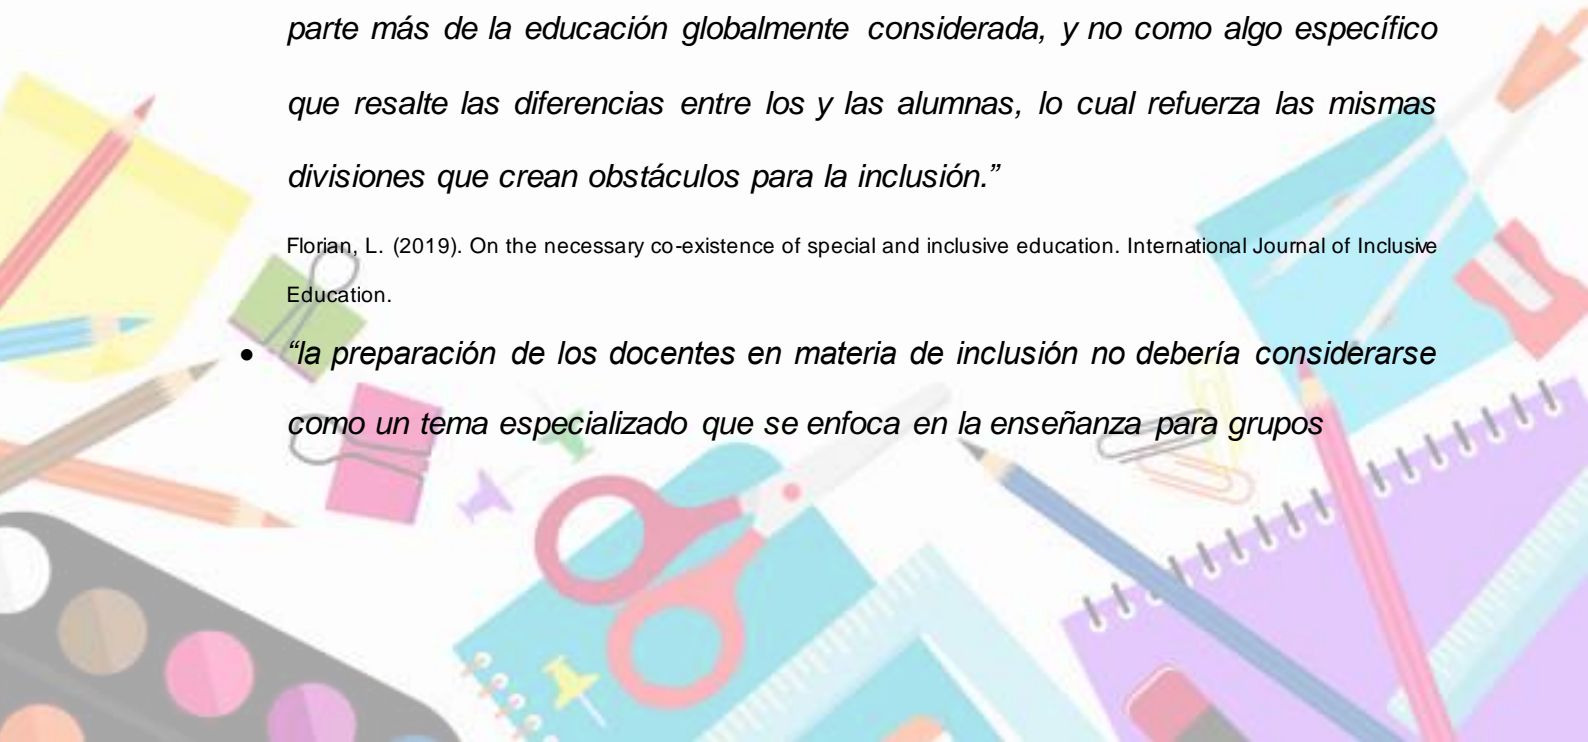 parte más de la educación globalmente considerada, y no como algo específico
que resalte las diferencias entre los y las alumnas, lo cual refuerza las mismas
divisiones que crean obstáculos para la inclusión.”
Florian, L. (2019). On the necessary co-existence of special and inclusive education. International Journal of Inclusive
Education.
• “la preparación de los docentes en materia de inclusión no debería considerarse
como un tema especializado que se enfoca en la enseñanza para grupos